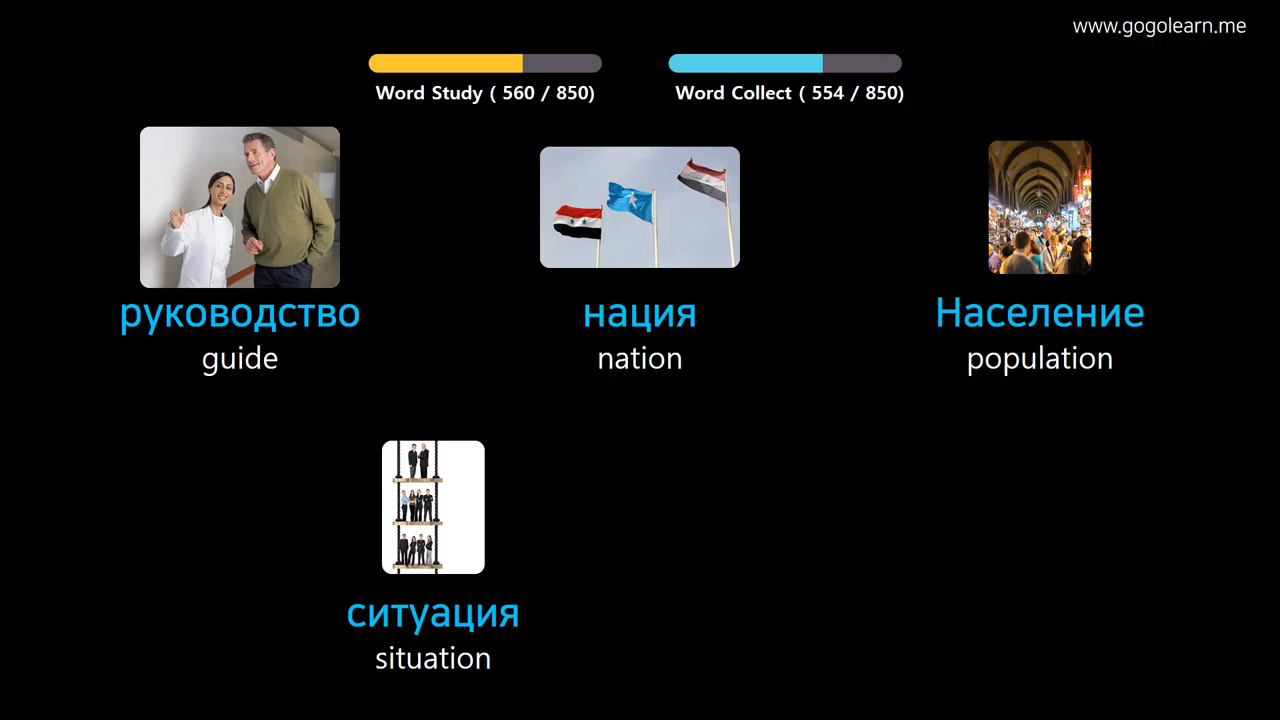 www.gogolearn.me
Word Study ( 560 / 850)
Word Collect ( 554 / 850)
руководство
guide
нация
nation
Население
population
ситуация
situation